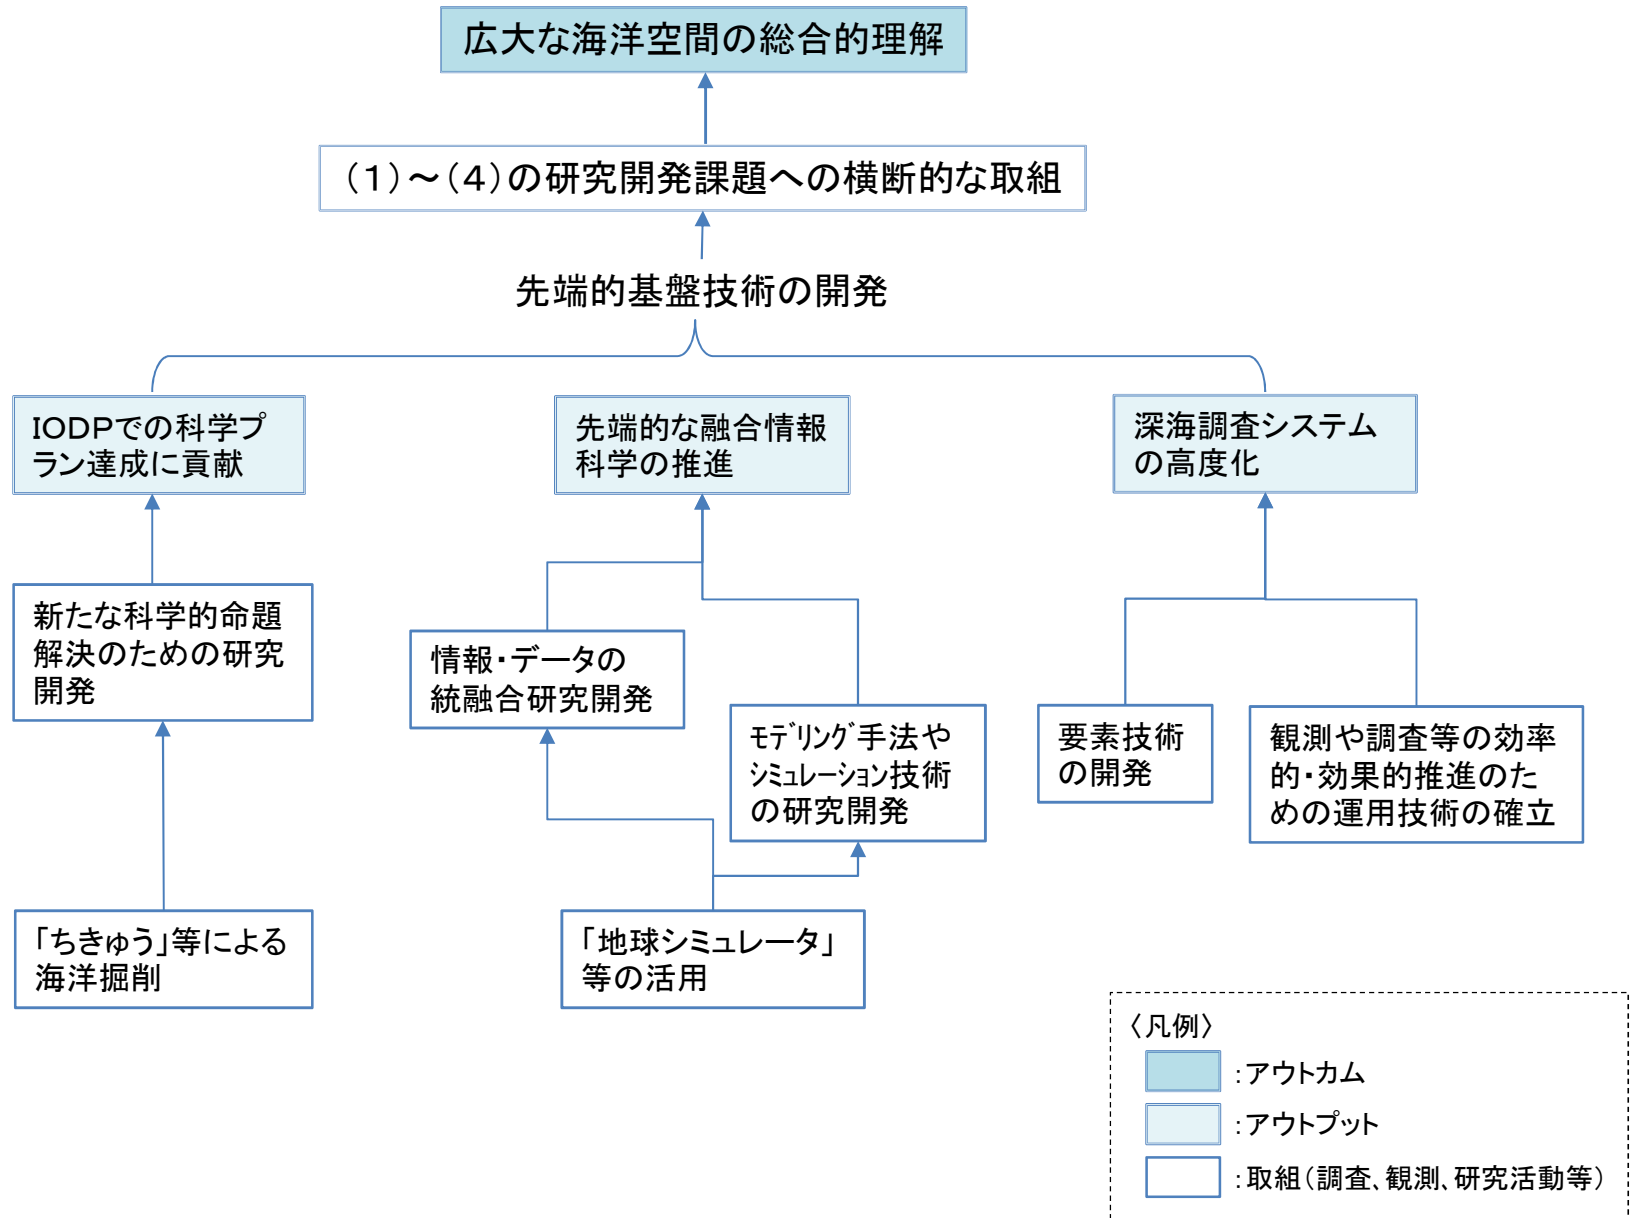 広大な海洋空間の総合的理解
(1)~(4)の研究開発課題への横断的な取組
先端的基盤技術の開発
IODPでの科学プ
ラン達成に貢献
先端的な融合情報
科学の推進
深海調査システム
の高度化
新たな科学的命題
解決のための研究
開発
情報・データの
統融合研究開発
ﾓﾃﾞﾘﾝｸﾞ手法や
ｼﾐｭﾚｰｼｮﾝ技術
の研究開発
要素技術
の開発
観測や調査等の効率
的・効果的推進のた
めの運用技術の確立
「ちきゅう」等による
海洋掘削
「地球シミュレータ」
等の活用
〈凡例〉
:アウトカム
:アウトプット
:取組(調査、観測、研究活動等)